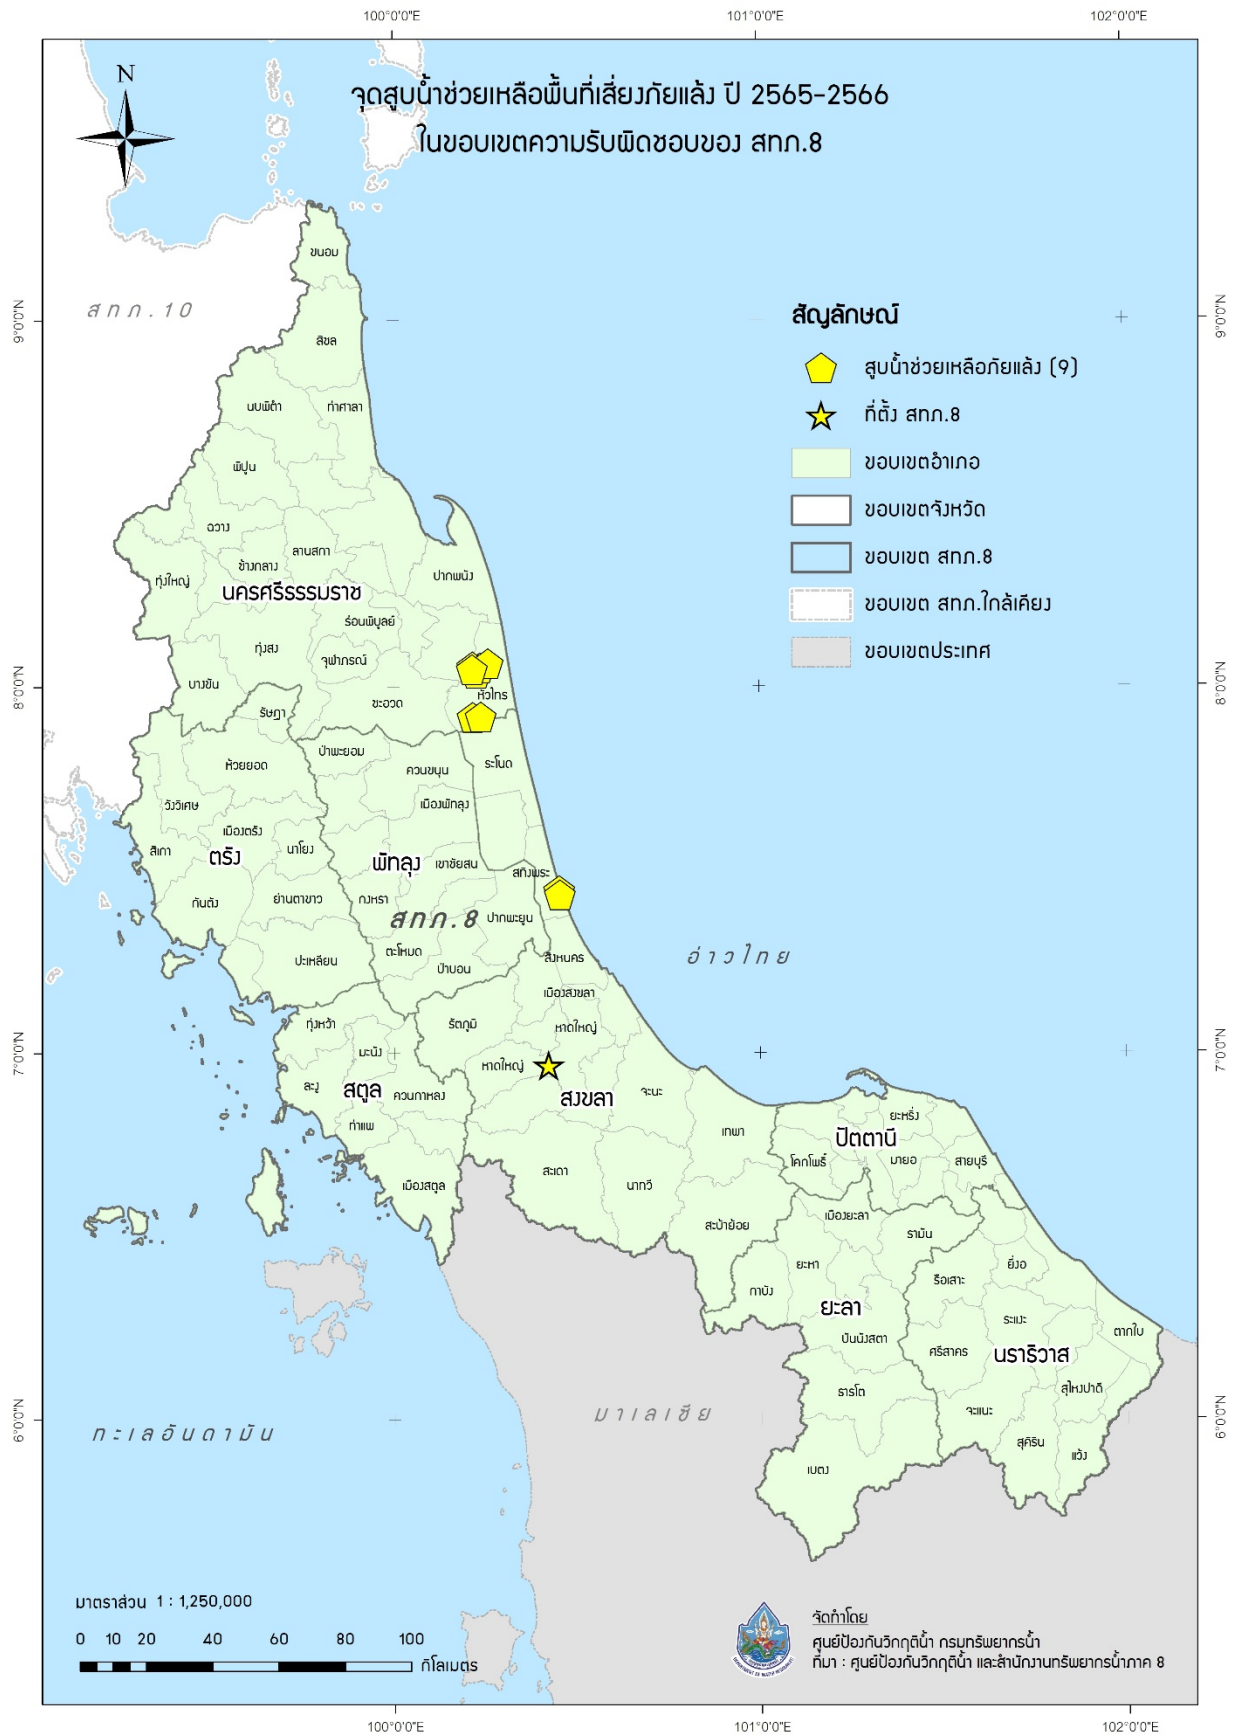 100°0'0"E
101°0'0"E
102°0'0"E
N
จุดสูบน้ำช่วยเหลือพื้นที่เสี่ยงภัยแล้ง ปี 2565-2566
ในขอบเขตความรับผิดชอบของ สทภ.8
สทภ.10
9°0'0"N
9°0'0"N
สัญลักษณ์
สูบน้ำช่วยเหลือภัยแล้ง (9)
ที่ตั้ง สทภ.8
ขอบเขตอำเภอ
ขอบเขตจังหวัด
ขอบเขต สทภ.8
ขอบเขต สทภ.ใกล้เคียง
ขอบเขตประเทศ
ขนอม
สิชล
นบพิตำ
ท่าศาลา
พิปูน
ฉวาง
ลานสกา
ช้างกลาง
ทุ่งใหญ่
ปากพนัง
นครศรีธรรมราช
ร่อนพิบูลย์
ทุ่งสง
จุฬาภรณ์
บางขัน
ชะอวด
หัวไทร
8°0'0"N
8°0'0"N
รัษฎา
ป่าพะยอม
ห้วยยอด
ควนขนุน
ระโนด
วังวิเศษ
เมืองพัทลุง
เมืองตรัง
สิเกา
ตรัง
นาโยง
พัทลุง
เขาชัยสน
สทิงพระ
กันตัง
ย่านตาขาว
กงหรา
สทภ.8
ปากพะยูน
ปะเหลียน
ตะโหมด
ป่าบอน
สิงหนคร
อ่าวไทย
เมืองสงขลา
ทุ่งหว้า
รัตภูมิ
หาดใหญ่
มะนัง
หาดใหญ่
7°0'0"N
7°0'0"N
ละงู
สตูล
ควนกาหลง
สงขลา
จะนะ
ท่าแพ
เทพา
ยะหริ่ง
ปัตตานี
โคกโพธิ์
มายอ
สายบุรี
เมืองสตูล
สะเดา
นาทวี
สะบ้าย้อย
เมืองยะลา
รามัน
ยะหา
ยี่งอ
กาบัง
รือเสาะ
ยะลา
ระแงะ
ตากใบ
บันนังสตา
ศรีสาคร
นราธิวาส
ธารโต
สุไหงปาดี
จะแนะ
มาเลเซีย
สุคิริน
แว้ง
เบตง
6°0'0"N
6°0'0"N
ทะเลอันดามัน
มาตราส่วน 1 : 1,250,000
0 10 20 40 60 80 100
กิโลเมตร
จัดทำโดย
ศูนย์ป้องกันวิกฤติน้ำ กรมทรัพยากรน้ำ
ที่มา : ศูนย์ป้องกันวิกฤติน้ำ และสำนักงานทรัพยากรน้ำภาค 8
100°0'0"E
101°0'0"E
102°0'0"E